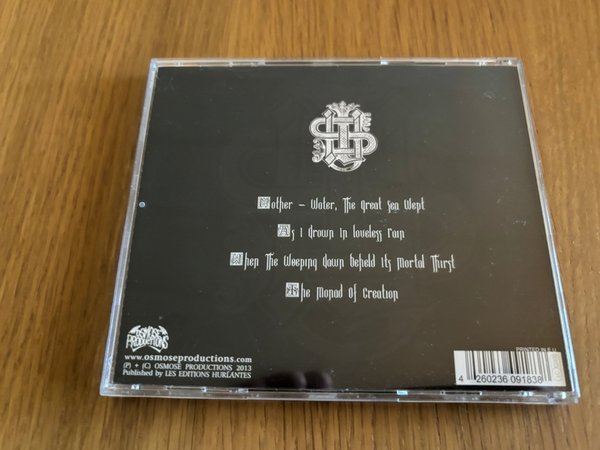 Mother – Water, The Great Sea Wept
As I Drown In Loveless Rain
When The Weeping Dawn Beheld Its Mortal Thirst
The Monad Of Creation
OSMOSE
PRODUCTIONS
www.osmoseproductions.com
(P) + (C) OSMOSE PRODUCTIONS 2013
Published by LES EDITIONS HURLANTES
PRINTED IN E.U.
4 260236 091838